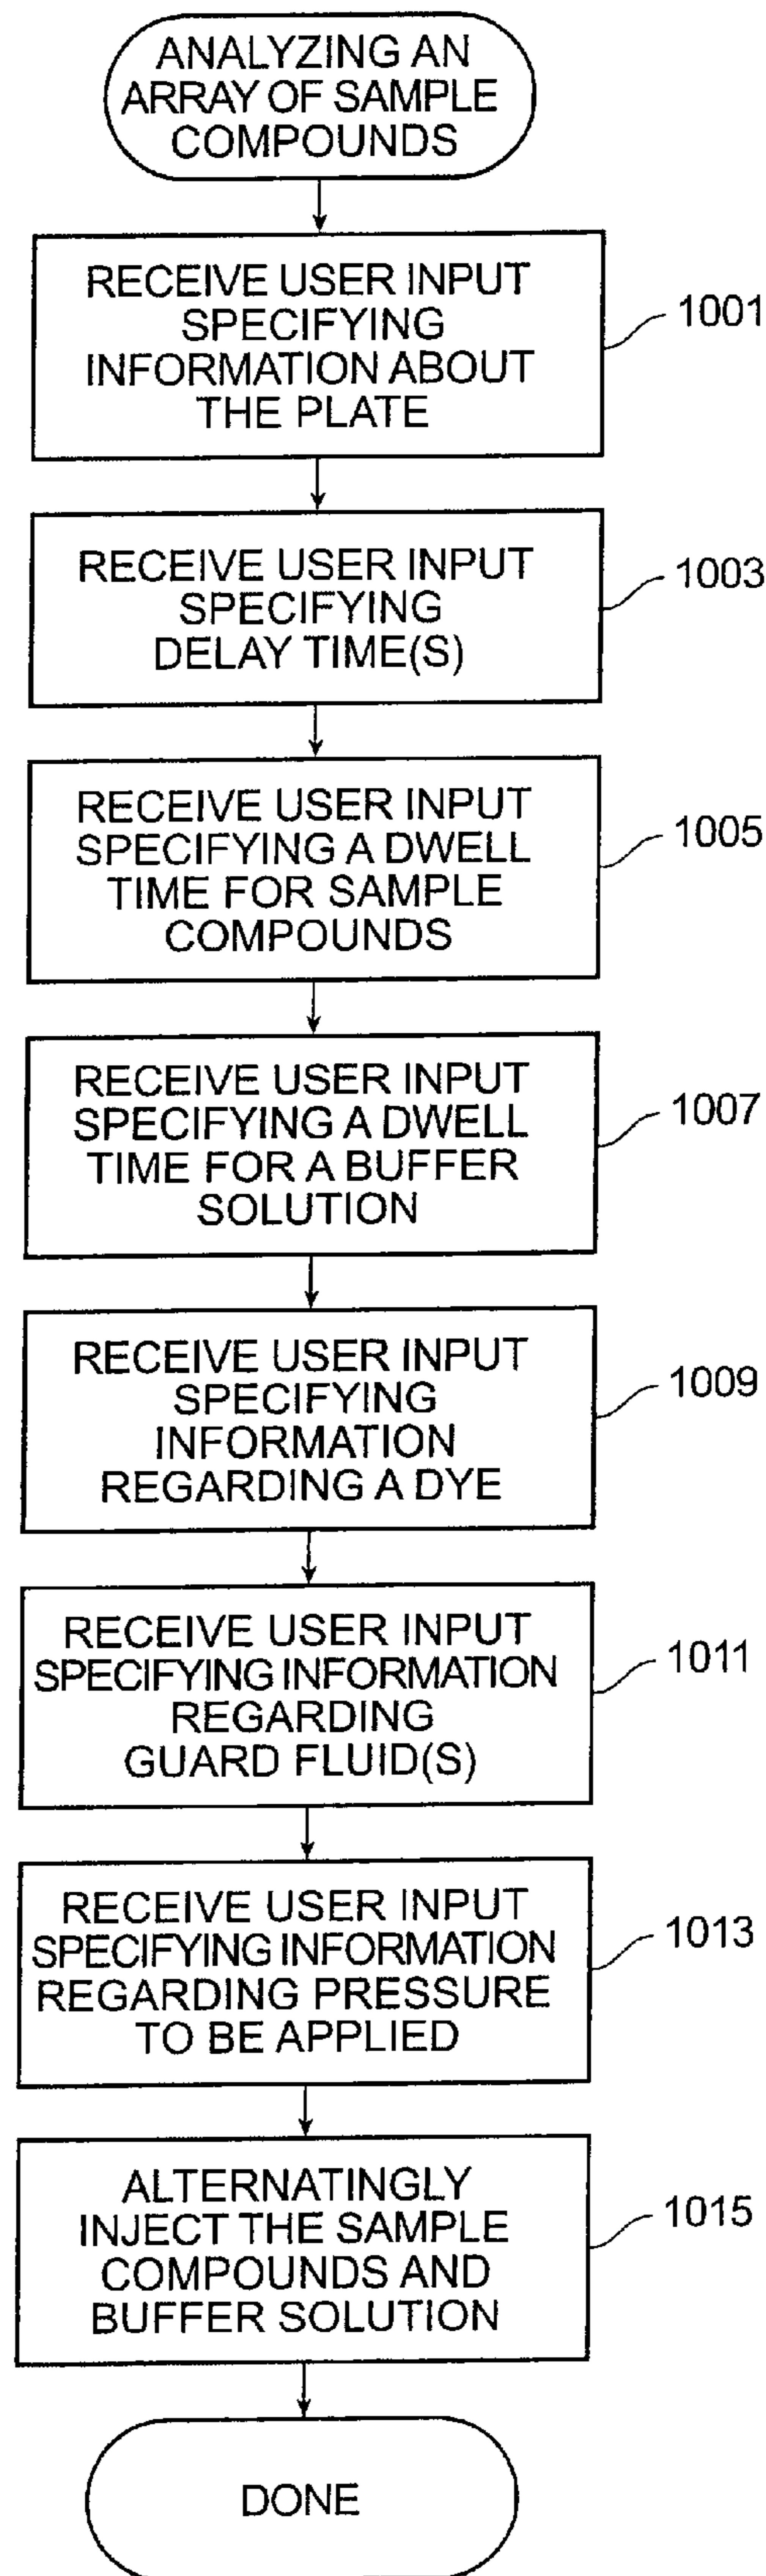 ANALYZING AN
ARRAY OF SAMPLE
COMPOUNDS
RECEIVE USER INPUT
SPECIFYING
INFORMATION ABOUT
THE PLATE
1001
RECEIVE USER INPUT
SPECIFYING
DELAY TIME(S)
1003
RECEIVE USER INPUT
SPECIFYING A DWELL
TIME FOR SAMPLE
COMPOUNDS
1005
RECEIVE USER INPUT
SPECIFYING A DWELL
TIME FOR A BUFFER
SOLUTION
1007
RECEIVE USER INPUT
SPECIFYING
INFORMATION
REGARDING A DYE
1009
RECEIVE USER INPUT
SPECIFYING INFORMATION
REGARDING
GUARD FLUID(S)
1011
RECEIVE USER INPUT
SPECIFYING INFORMATION
REGARDING PRESSURE
TO BE APPLIED
1013
ALTERNATINGLY
INJECT THE SAMPLE
COMPOUNDS AND
BUFFER SOLUTION
1015
DONE